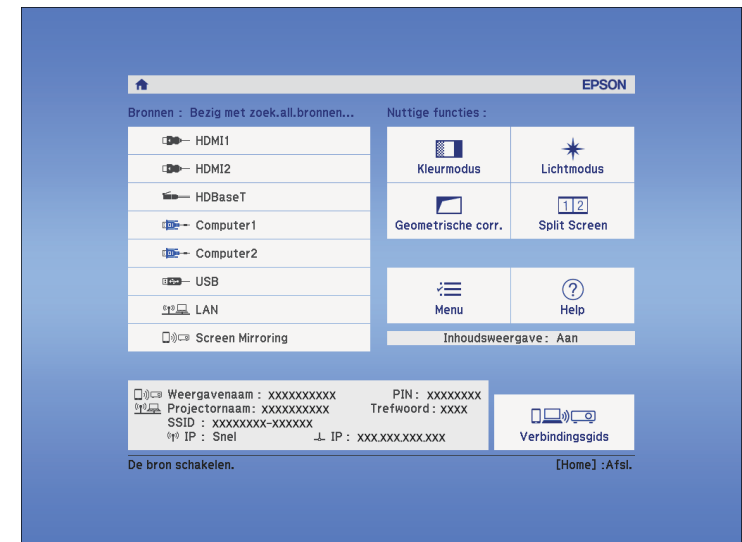 EPSON
Bronnen : Bezig met zoek.all.bronnen...
HDMI1
HDMI2
HDBaseT
Computer1
Computer2
USB
LAN
Screen Mirroring
Nuttige functies :
Kleurmodus
Lichtmodus
Geometrische corr.
1 2
Split Screen
Menu
? 
Help
Inhoudsweergave : Aan
Weergavenaam : xxxxxxxxxx PIN : xxxxxxxx
Projectornaam : xxxxxxxxxx Trefwoord : xxxx
SSID : xxxxxxxx-xxxxxx
IP : Snel IP : xxx.xxx.xxx.xxx
Verbindingsgids
De bron schakelen. [Home] :Afsl.